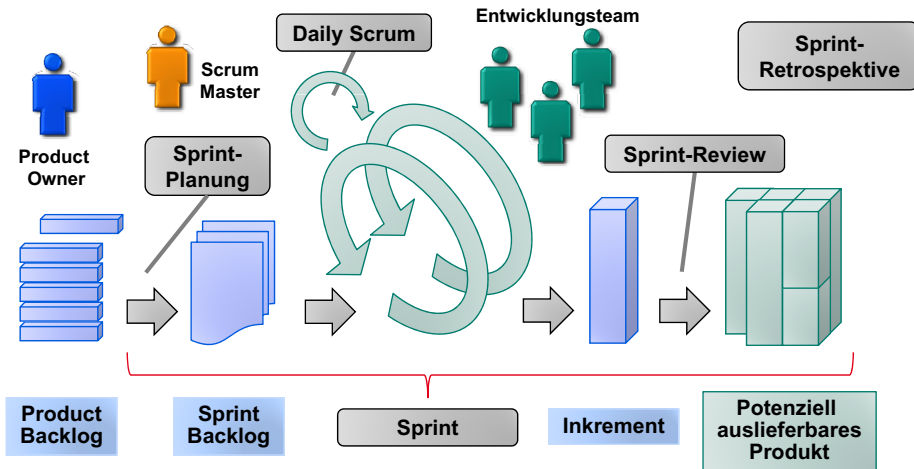 Daily Scrum
Entwicklungsteam
Sprint-
Retrospektive
Scrum
Master
Product
Owner
Sprint-
Planung
Sprint-Review
Product
Backlog
Sprint
Backlog
Sprint
Inkrement
Potenziell
auslieferbares
Produkt